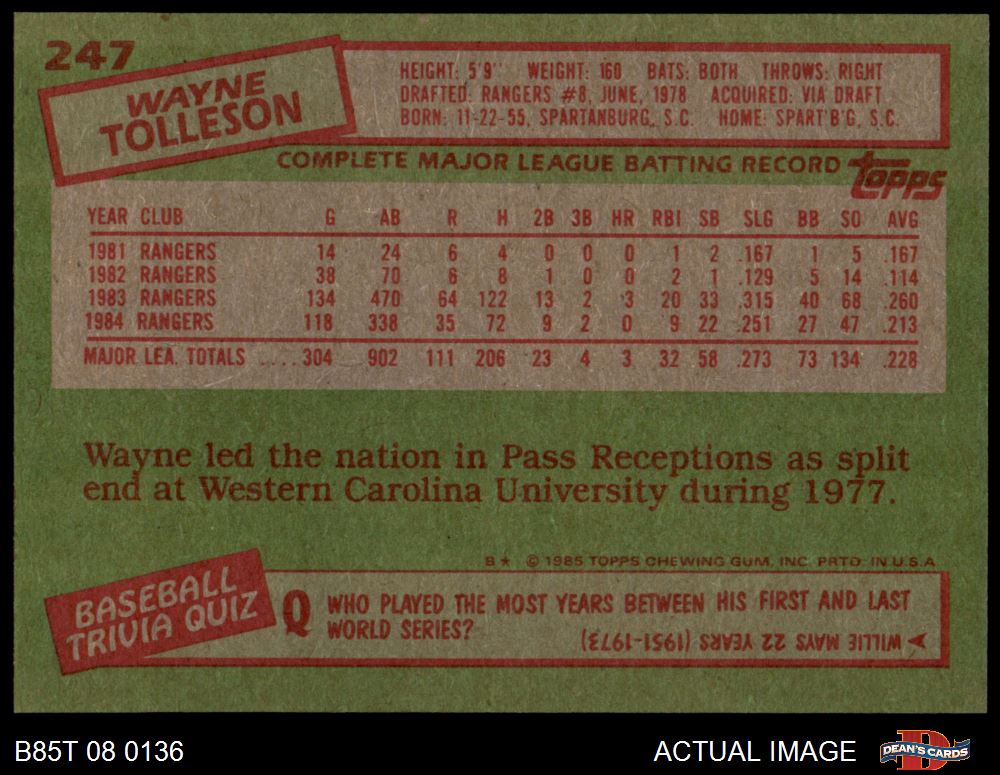 247
WAYNE
TOLLESON
HEIGHT: 5'9" WEIGHT: 160 BATS: BOTH THROWS: RIGHT
DRAFTED: RANGERS #8, JUNE, 1978 ACQUIRED: VIA DRAFT
BORN: 11-22-55, SPARTANBURG, S.C. HOME: SPART'B'G, S.C.
COMPLETE MAJOR LEAGUE BATTING RECORD
topps
YEAR CLUB G AB R H 2B 3B HR RBI SB SLG BB SO AVG
1981 RANGERS 14 24 6 4 0 0 0 1 2 .167 1 5 .167
1982 RANGERS 38 70 6 8 1 0 0 2 1 .129 5 14 .114
1983 RANGERS 134 470 64 122 13 2 3 20 33 .315 40 68 .260
1984 RANGERS 118 338 35 72 9 2 0 9 22 .251 27 47 .213
MAJOR LEA. TOTALS .... 304 902 111 206 23 4 3 32 58 .273 73 134 .228
Wayne led the nation in Pass Receptions as split
end at Western Carolina University during 1977.
B★ © 1985 TOPPS CHEWING GUM, INC. PRTD. IN U.S.A.
BASEBALL
TRIVIA QUIZ
Q WHO PLAYED THE MOST YEARS BETWEEN HIS FIRST AND LAST
WORLD SERIES?
WILLIE MAYS 22 YEARS (1951-1973)
B85T 08 0136
ACTUAL IMAGE
D
DEAN'S CARDS